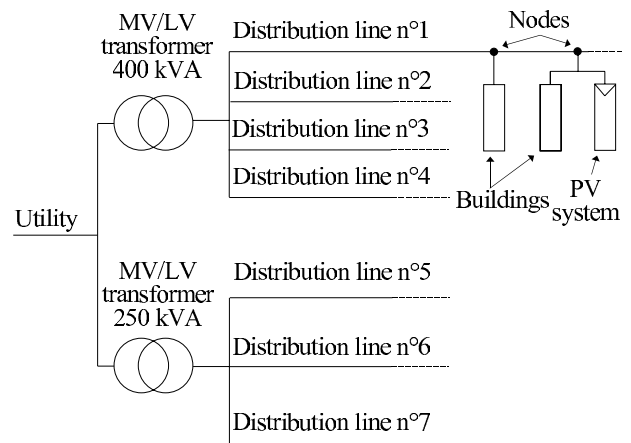 MV/LV
transformer
400 kVA
Distribution line n°1
Nodes
Distribution line n°2
Distribution line n°3
Distribution line n°4
Buildings
PV
system
Utility
MV/LV
transformer
250 kVA
Distribution line n°5
Distribution line n°6
Distribution line n°7